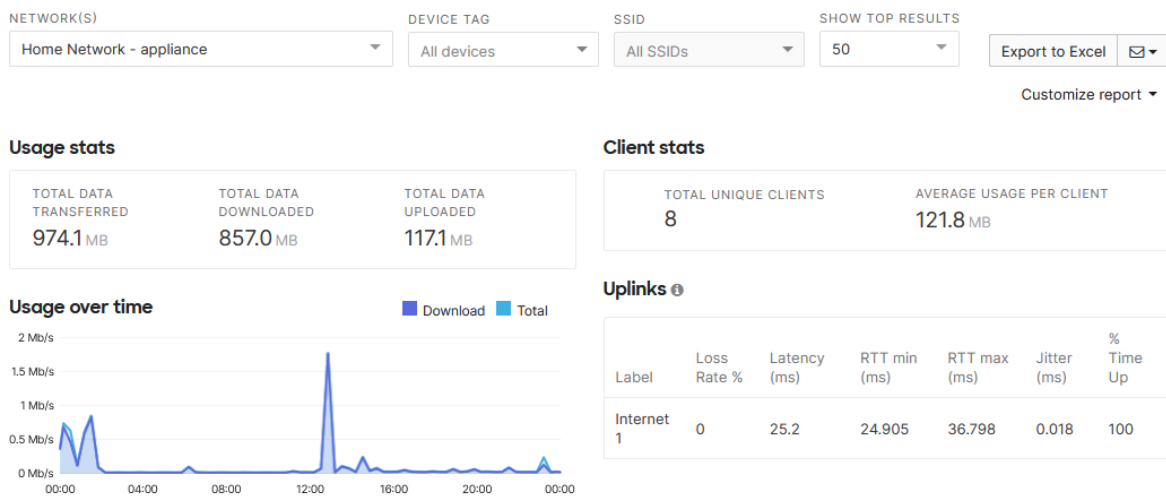 NETWORK(S)
DEVICE TAG
SSID
SHOW TOP RESULTS
Home Network - appliance
All devices
All SSIDs
50
Export to Excel
Customize report
Usage stats
Client stats
TOTAL DATA TRANSFERRED
974.1 MB
TOTAL DATA DOWNLOADED
857.0 MB
TOTAL DATA UPLOADED
117.1 MB
TOTAL UNIQUE CLIENTS
8
AVERAGE USAGE PER CLIENT
121.8 MB
Usage over time
Download
Total
2 Mb/s
1.5 Mb/s
1 Mb/s
0.5 Mb/s
0 Mb/s
00:00 04:00 08:00 12:00 16:00 20:00 00:00
Uplinks
Label Loss Rate % Latency (ms) RTT min (ms) RTT max (ms) Jitter (ms) % Time Up
Internet 1 0 25.2 24.905 36.798 0.018 100